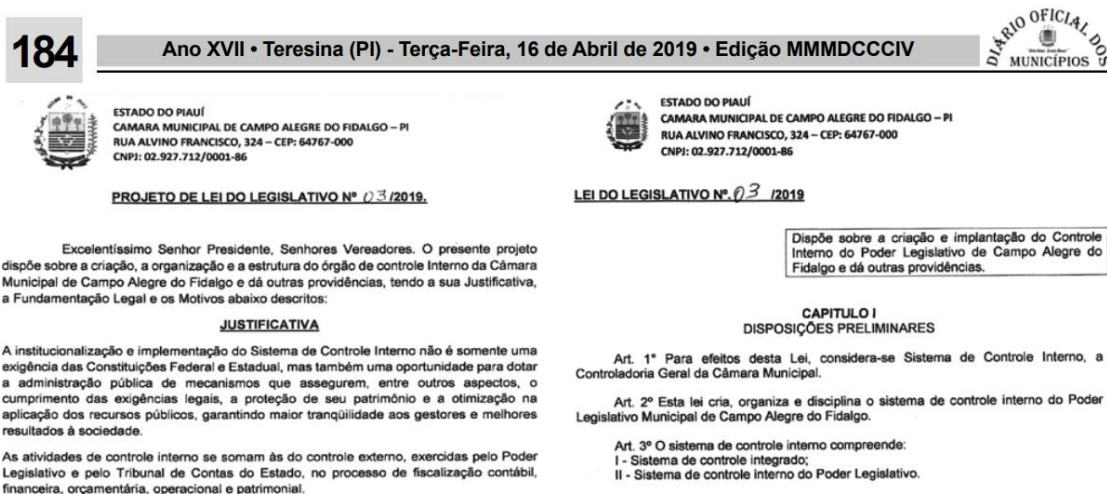 184
Ano XVII • Teresina (PI) - Terça-Feira, 16 de Abril de 2019 • Edição MMMDCCCIV
DIÁRIO OFICIAL DOS
MUNICÍPIOS
ESTADO DO PIAUÍ
CAMARA MUNICIPAL DE CAMPO ALEGRE DO FIDALGO – PI
RUA ALVINO FRANCISCO, 324 – CEP: 64767-000
CNPJ: 02.927.712/0001-86
PROJETO DE LEI DO LEGISLATIVO Nº 03/2019.
Excelentíssimo Senhor Presidente, Senhores Vereadores. O presente projeto
dispõe sobre a criação, a organização e a estrutura do órgão de controle Interno da Câmara
Municipal de Campo Alegre do Fidalgo e dá outras providências, tendo a sua Justificativa,
a Fundamentação Legal e os Motivos abaixo descritos:
JUSTIFICATIVA
A institucionalização e implementação do Sistema de Controle Interno não é somente uma
exigência das Constituições Federal e Estadual, mas também uma oportunidade para dotar
a administração pública de mecanismos que assegurem, entre outros aspectos, o
cumprimento das exigências legais, a proteção de seu patrimônio e a otimização na
aplicação dos recursos públicos, garantindo maior tranqüilidade aos gestores e melhores
resultados à sociedade.
As atividades de controle interno se somam às do controle externo, exercidas pelo Poder
Legislativo e pelo Tribunal de Contas do Estado, no processo de fiscalização contábil,
financeira, orçamentária, operacional e patrimonial.
ESTADO DO PIAUÍ
CAMARA MUNICIPAL DE CAMPO ALEGRE DO FIDALGO – PI
RUA ALVINO FRANCISCO, 324 – CEP: 64767-000
CNPJ: 02.927.712/0001-86
LEI DO LEGISLATIVO Nº. 03 /2019
Dispõe sobre a criação e implantação do Controle
Interno do Poder Legislativo de Campo Alegre do
Fidalgo e dá outras providências.
CAPITULO I
DISPOSIÇÕES PRELIMINARES
Art. 1° Para efeitos desta Lei, considera-se Sistema de Controle Interno, a
Controladoria Geral da Câmara Municipal.
Art. 2º Esta lei cria, organiza e disciplina o sistema de controle interno do Poder
Legislativo Municipal de Campo Alegre do Fidalgo.
Art. 3º O sistema de controle interno compreende:
I - Sistema de controle integrado;
II - Sistema de controle interno do Poder Legislativo.